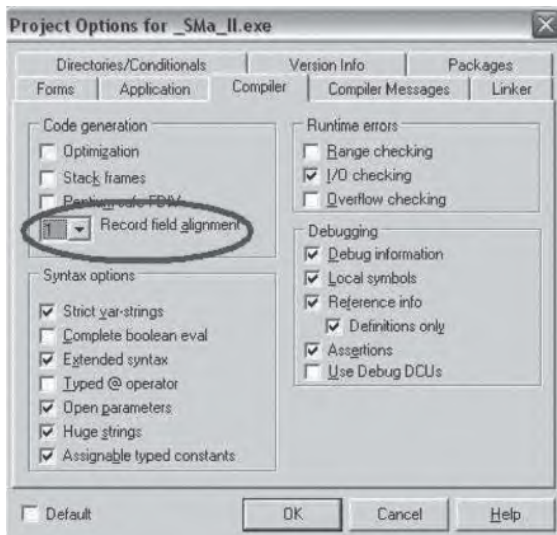 Project Options for _SMa_II.exe
Directories/Conditionals
Version Info
Packages
Forms
Application
Compiler
Compiler Messages
Linker
Code generation
Optimization
Stack frames
Pentium-safe FDIV
1
Record field alignment
Syntax options
Strict var-strings
Complete boolean eval
Extended syntax
Typed @ operator
Open parameters
Huge strings
Assignable typed constants
Runtime errors
Range checking
I/O checking
Overflow checking
Debugging
Debug information
Local symbols
Reference info
Definitions only
Assertions
Use Debug DCUs
Default
OK
Cancel
Help